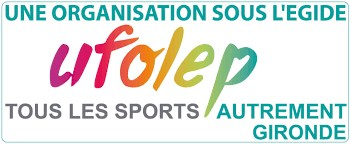 UNE ORGANISATION SOUS L'EGIDE
ufolep
TOUS LES SPORTS AUTREMENT
GIRONDE